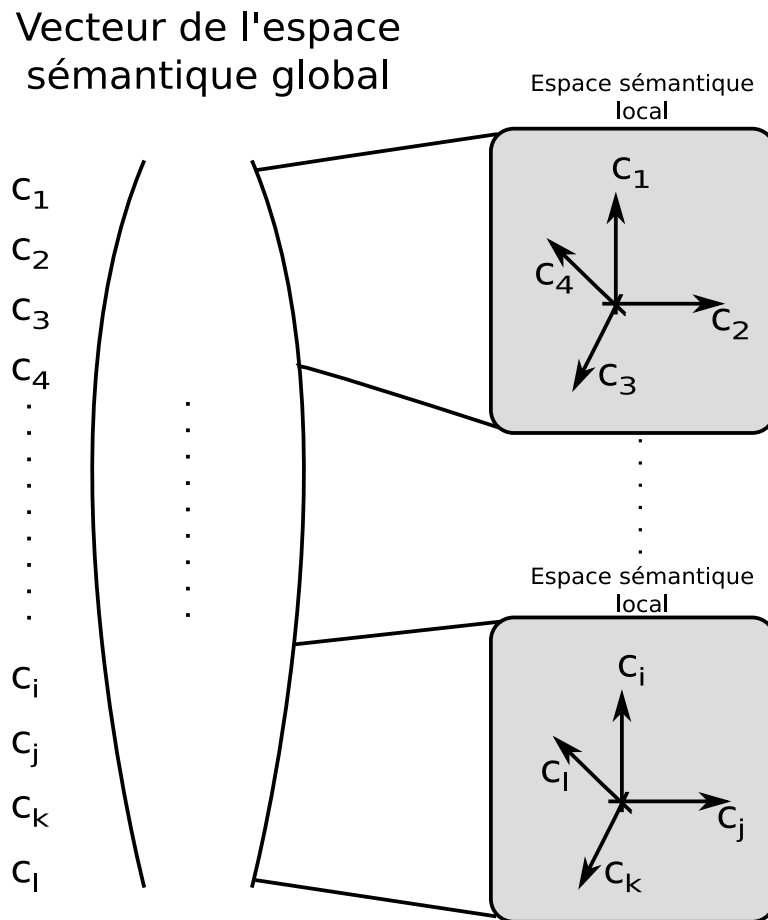 Vecteur de l'espace
sémantique global
c1
c2
c3
c4
ci
cj
ck
cl
Espace sémantique
local
c1
c4
c2
c3
Espace sémantique
local
ci
cl
cj
ck